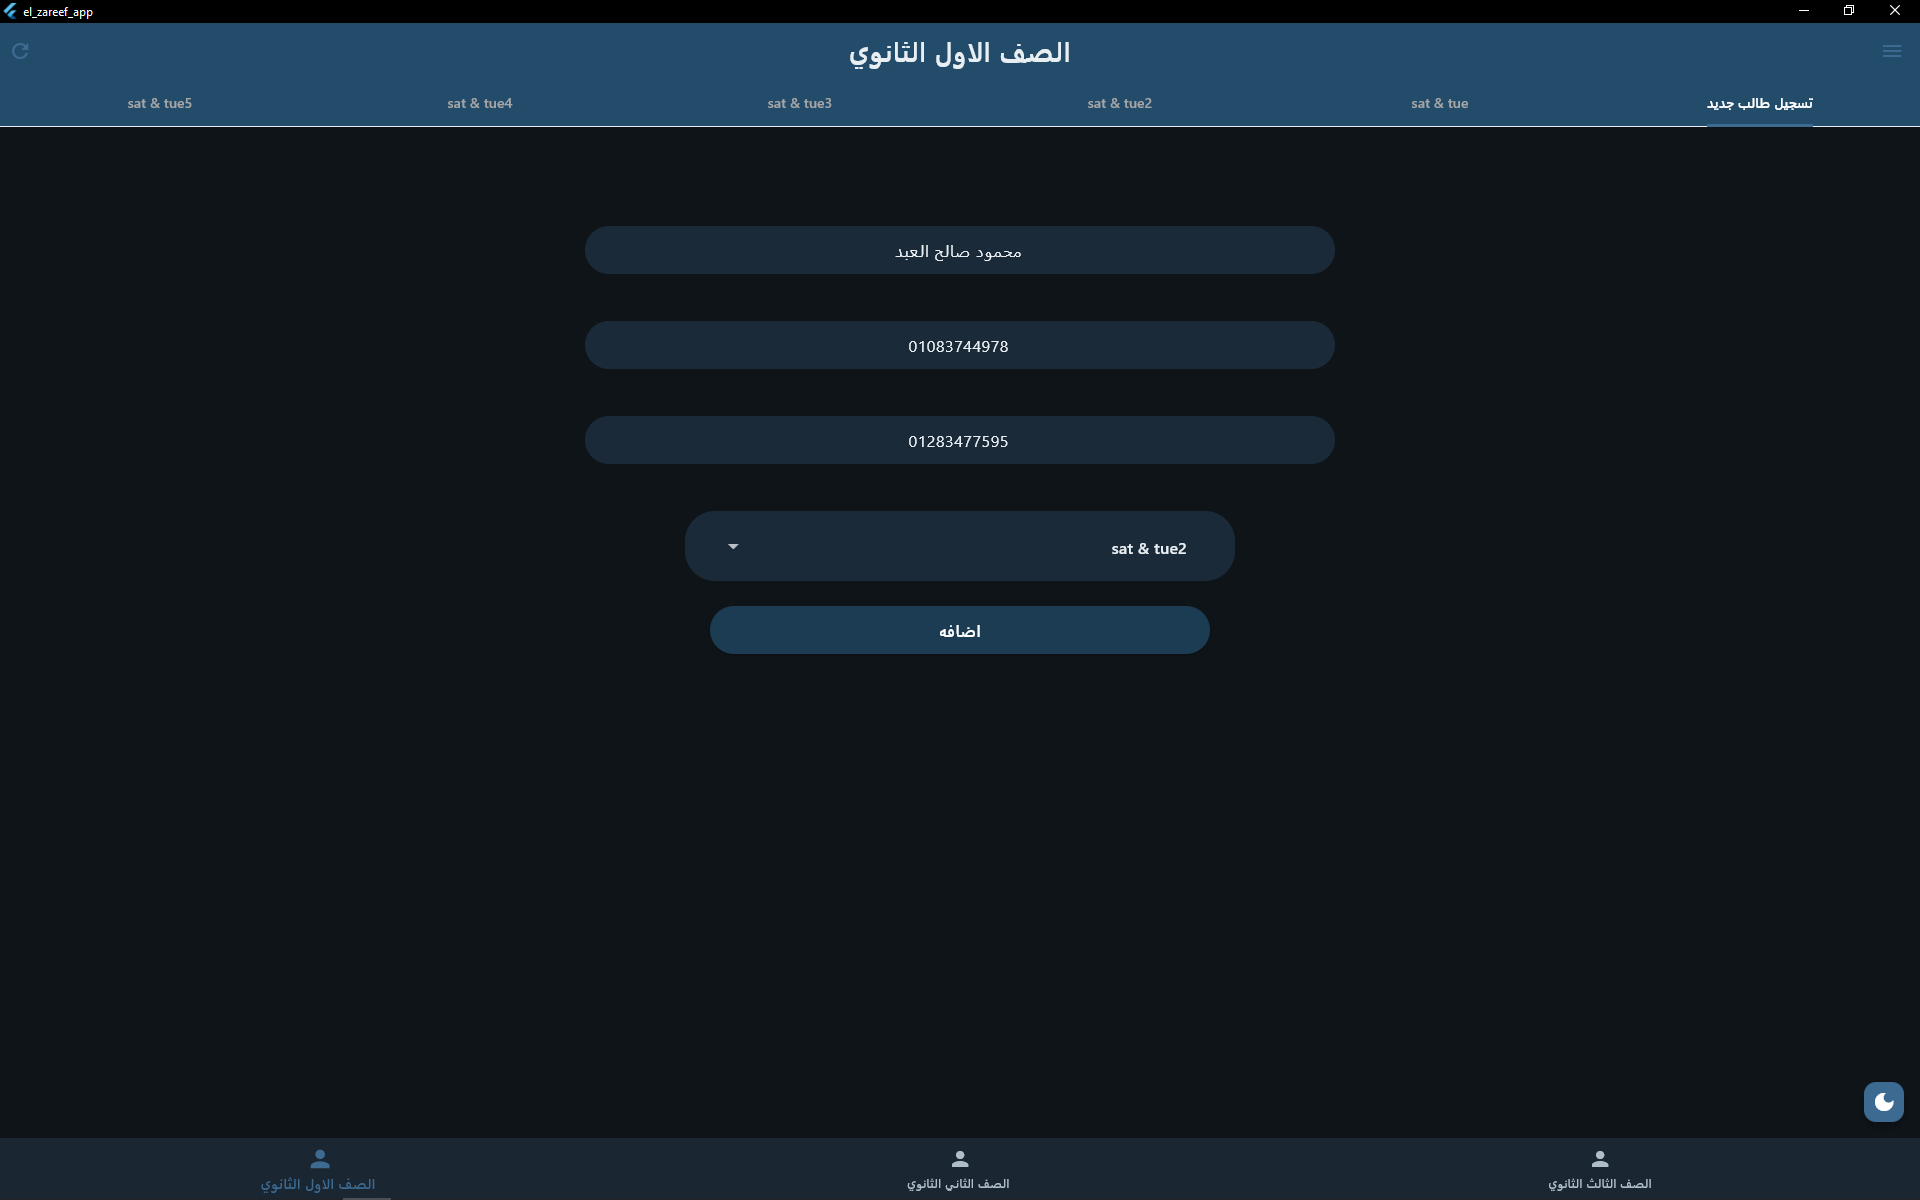 el_zareef_app
الصف الاول الثانوي
تسجيل طالب جديد
sat & tue
sat & tue2
sat & tue3
sat & tue4
sat & tue5
محمود صالح العبد
01083744978
01283477595
sat & tue2
اضافه
الصف الثالث الثانوي
الصف الثاني الثانوي
الصف الاول الثانوي